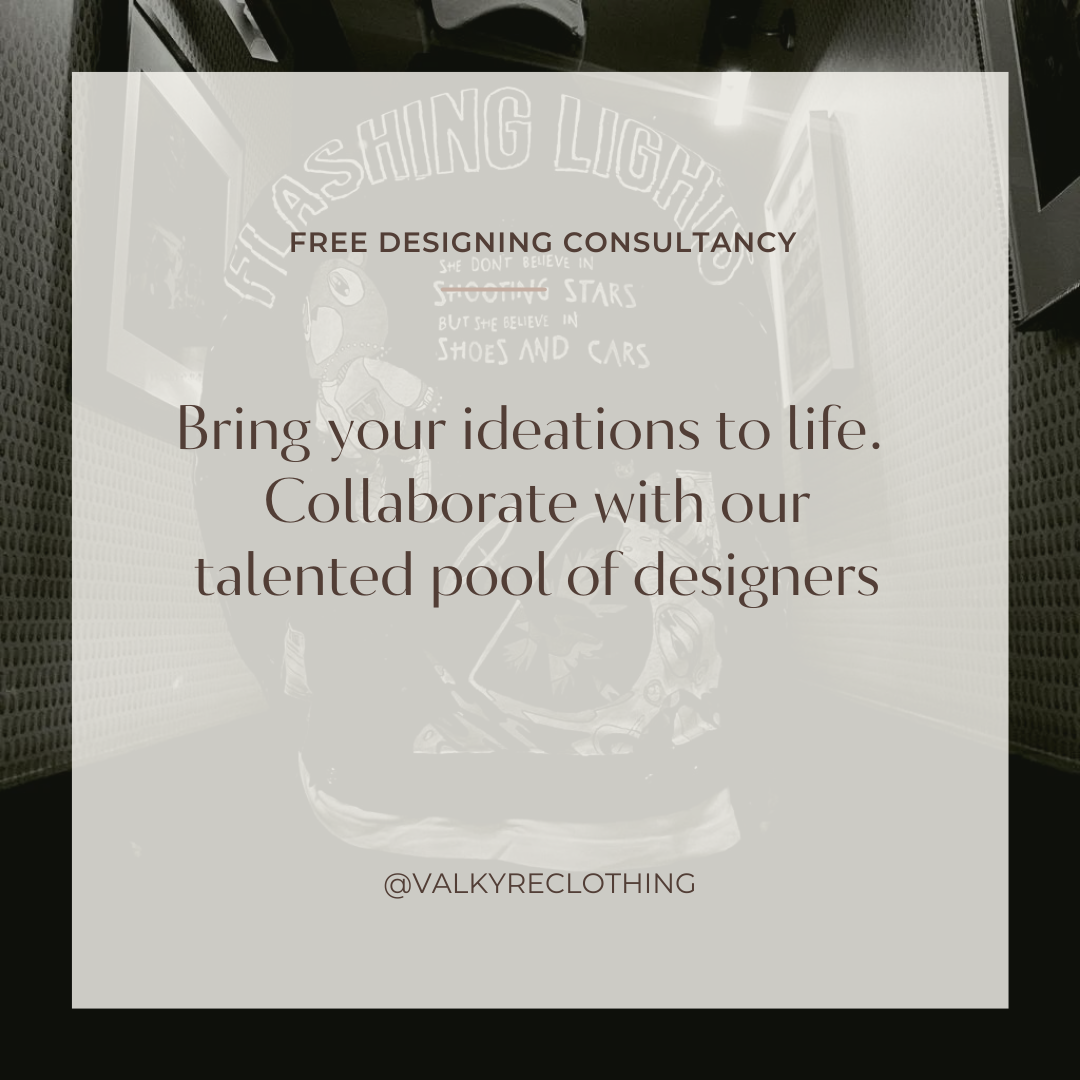 FLASHING LIGHTS
FREE DESIGNING CONSULTANCY
SHE DON'T BELIEVE IN
SHOOTING STARS
BUT SHE BELIEVE IN
SHOES AND CARS
Bring your ideations to life.
Collaborate with our
talented pool of designers
@VALKYRECLOTHING